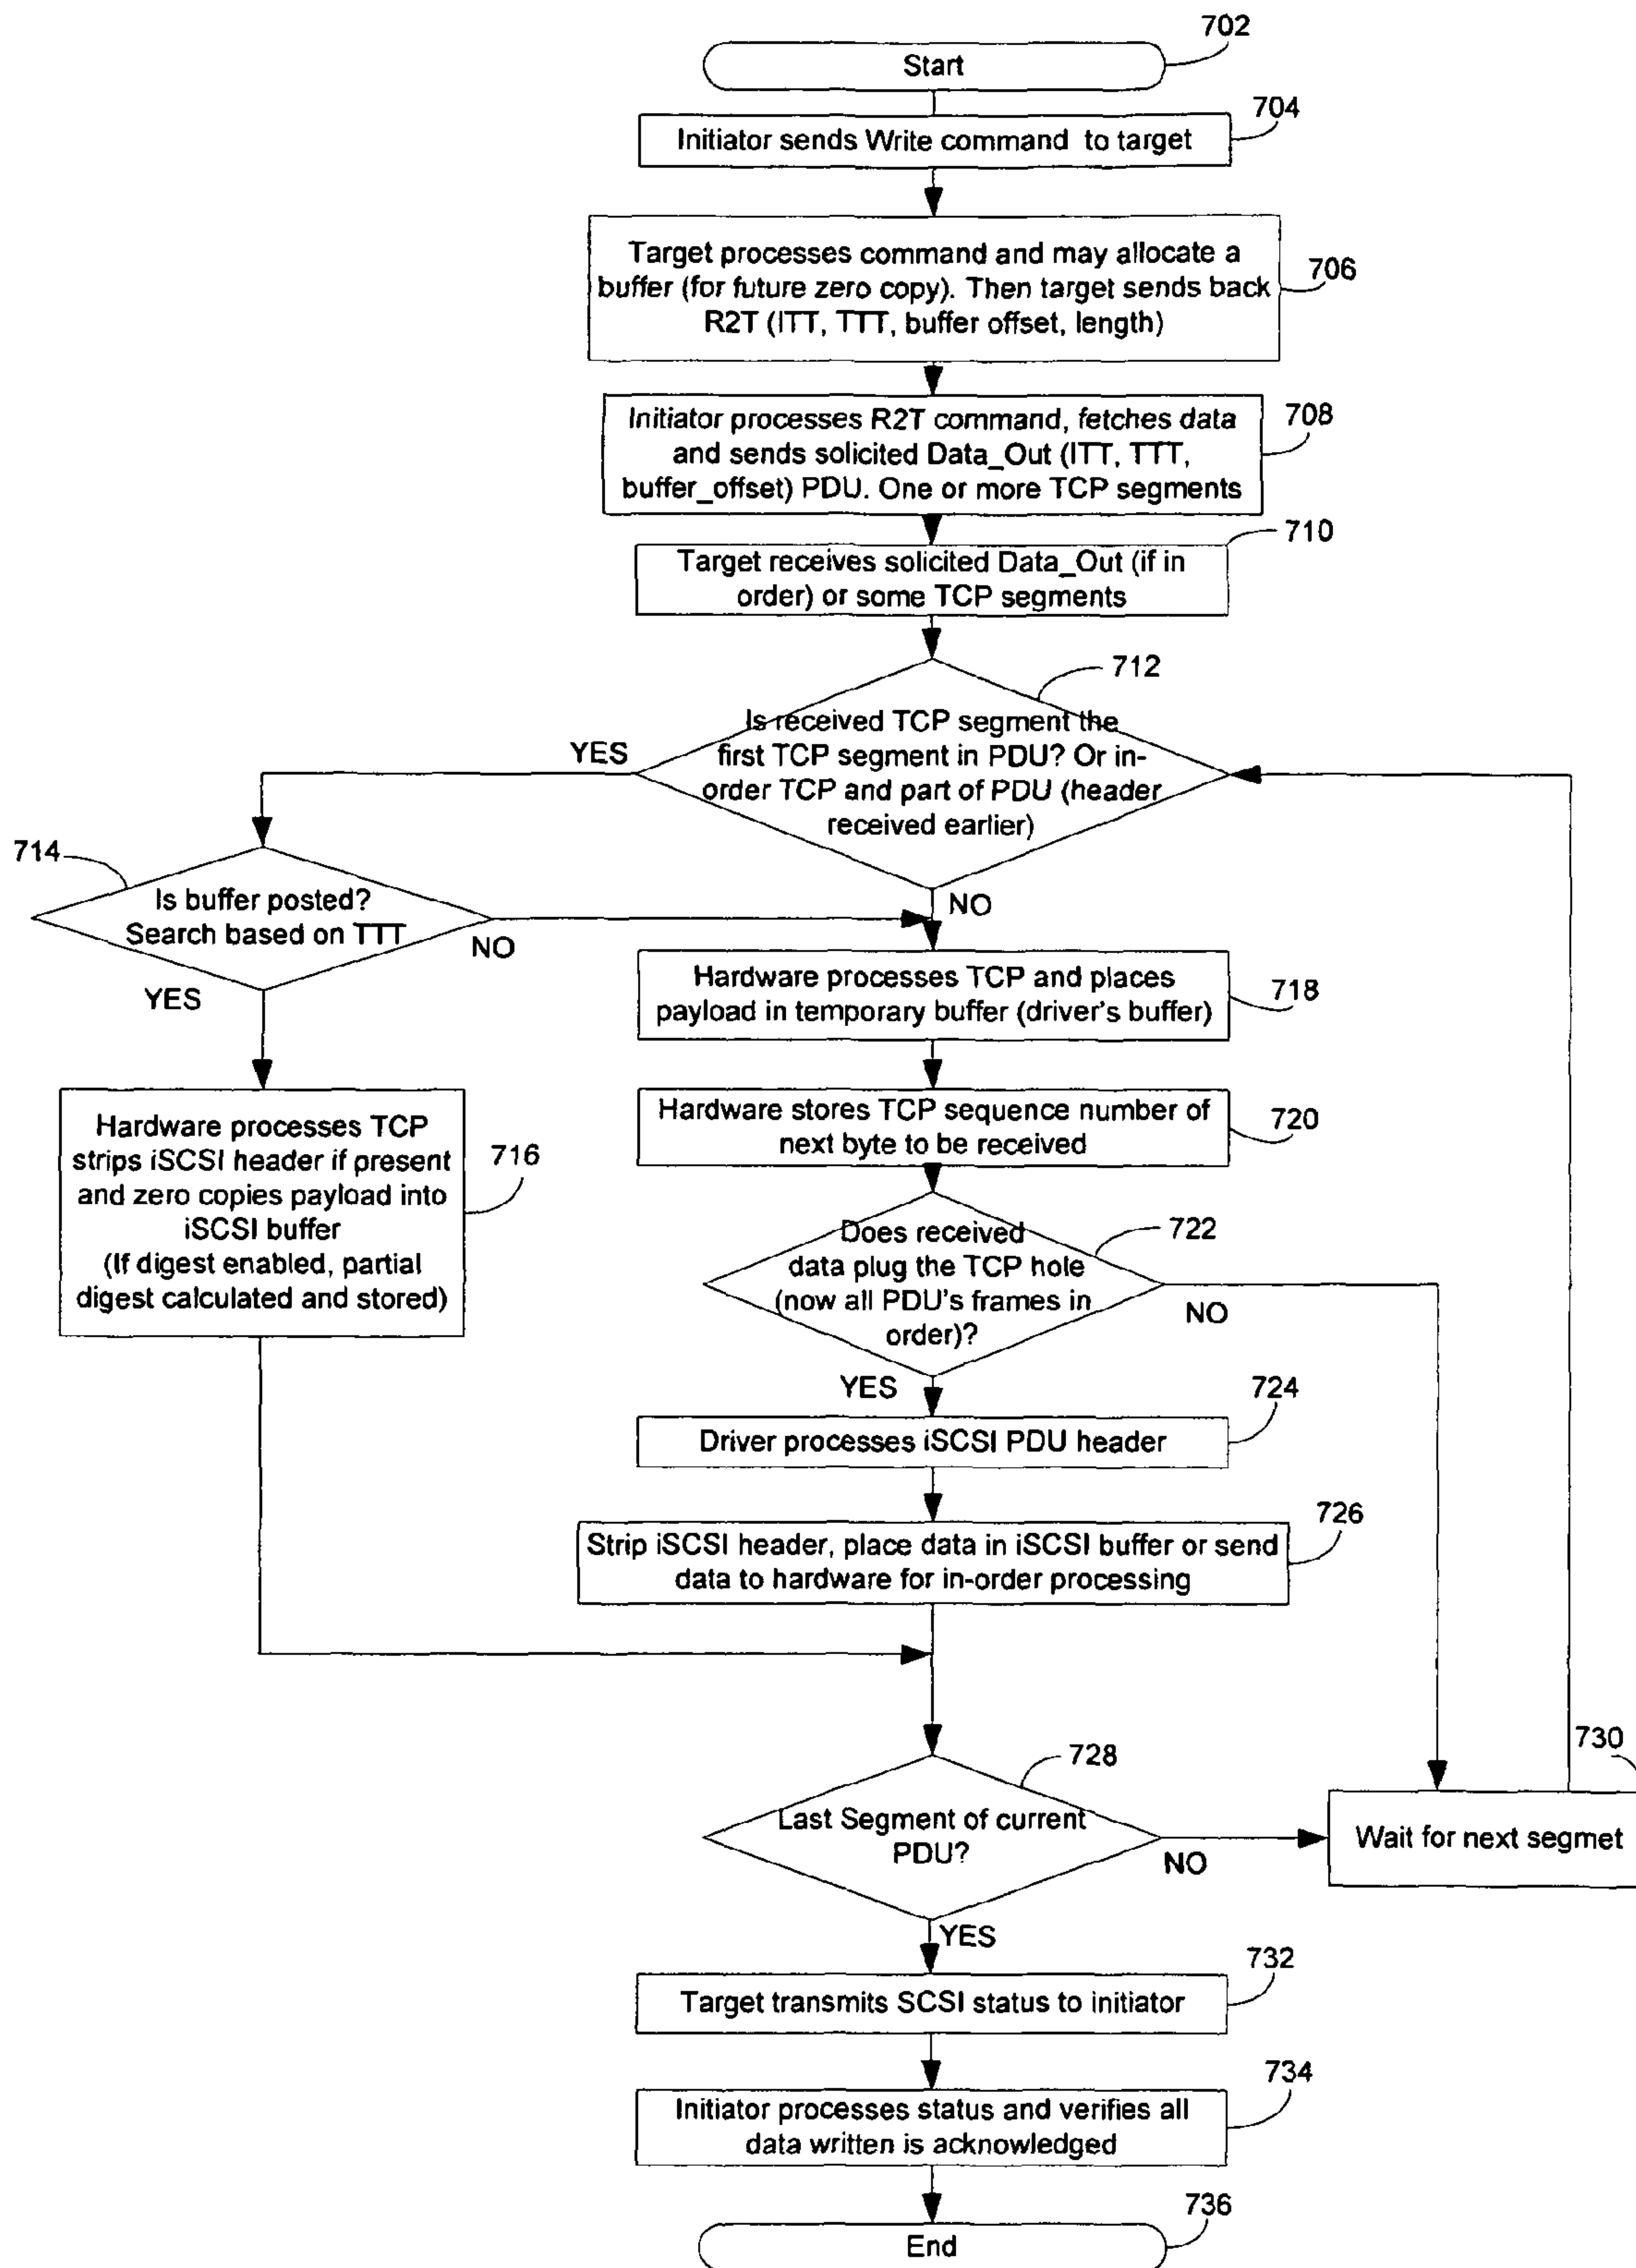 702
Start
704
Initiator sends Write command to target
706
Target processes command and may allocate a
buffer (for future zero copy). Then target sends back
R2T (ITT, TTT, buffer offset, length)
708
Initiator processes R2T command, fetches data
and sends solicited Data_Out (ITT, TTT,
buffer_offset) PDU. One or more TCP segments
710
Target receives solicited Data_Out (if in
order) or some TCP segments
712
Is received TCP segment the
first TCP segment in PDU? Or in-
order TCP and part of PDU (header
received earlier)
YES
NO
714
Is buffer posted?
Search based on TTT
NO
YES
716
Hardware processes TCP
strips iSCSI header if present
and zero copies payload into
iSCSI buffer
(If digest enabled, partial
digest calculated and stored)
718
Hardware processes TCP and places
payload in temporary buffer (driver's buffer)
720
Hardware stores TCP sequence number of
next byte to be received
722
Does received
data plug the TCP hole
(now all PDU's frames in
order)?
NO
YES
724
Driver processes iSCSI PDU header
726
Strip iSCSI header, place data in iSCSI buffer or send
data to hardware for in-order processing
728
Last Segment of current
PDU?
NO
YES
730
Wait for next segmet
732
Target transmits SCSI status to initiator
734
Initiator processes status and verifies all
data written is acknowledged
736
End